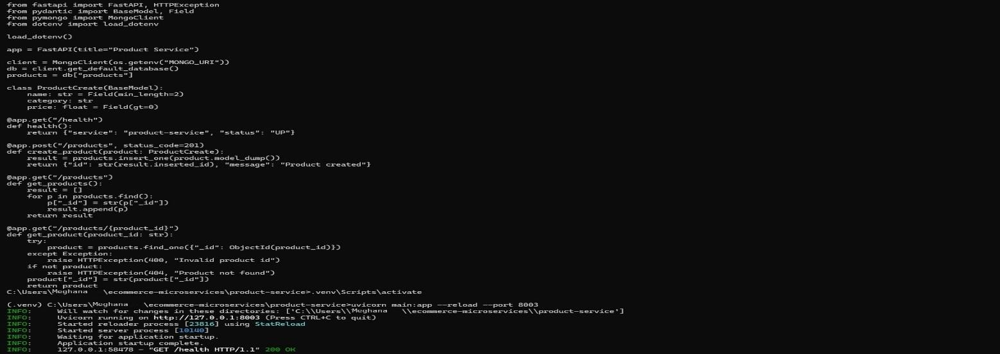 from fastapi import FastAPI, HTTPException
from pydantic import BaseModel, Field
from pymongo import MongoClient
from dotenv import load_dotenv

load_dotenv()

app = FastAPI(title="Product Service")

client = MongoClient(os.getenv("MONGO_URI"))
db = client.get_default_database()
products = db["products"]

class ProductCreate(BaseModel):
    name: str = Field(min_length=2)
    category: str
    price: float = Field(gt=0)

@app.get("/health")
def health():
    return {"service": "product-service", "status": "UP"}

@app.post("/products", status_code=201)
def create_product(product: ProductCreate):
    result = products.insert_one(product.model_dump())
    return {"id": str(result.inserted_id), "message": "Product created"}

@app.get("/products")
def get_products():
    result = []
    for p in products.find():
        p["_id"] = str(p["_id"])
        result.append(p)
    return result

@app.get("/products/{product_id}")
def get_product(product_id: str):
    try:
        product = products.find_one({"_id": ObjectId(product_id)})
    except Exception:
        raise HTTPException(400, "Invalid product id")
    if not product:
        raise HTTPException(404, "Product not found")
    product["_id"] = str(product["_id"])
    return product
C:\Users\Meghana   \ecommerce-microservices\product-service>.venv\Scripts\activate

(.venv) C:\Users\Meghana   \ecommerce-microservices\product-service>uvicorn main:app --reload --port 8003
INFO:     Will watch for changes in these directories: ['C:\\Users\\Meghana   \\ecommerce-microservices\\product-service']
INFO:     Uvicorn running on http://127.0.0.1:8003 (Press CTRL+C to quit)
INFO:     Started reloader process [23816] using StatReload
INFO:     Started server process [10140]
INFO:     Waiting for application startup.
INFO:     Application startup complete.
INFO:     127.0.0.1:58478 - "GET /health HTTP/1.1" 200 OK